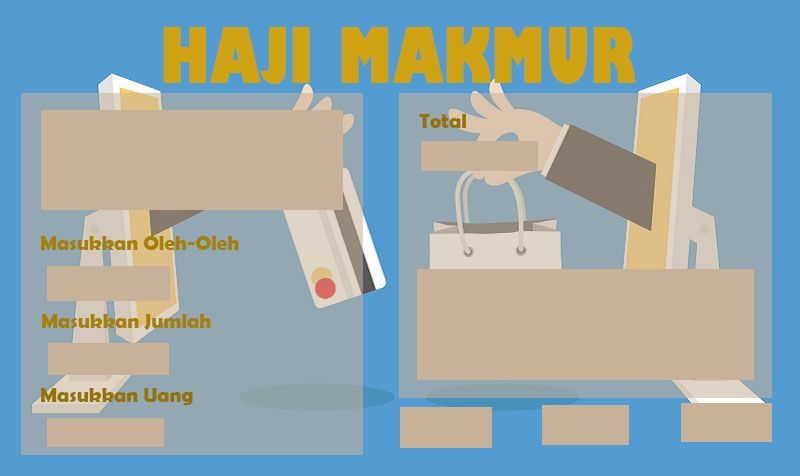 HAJI MAKMUR
Masukkan Oleh-Oleh
Masukkan Jumlah
Masukkan Uang
Total